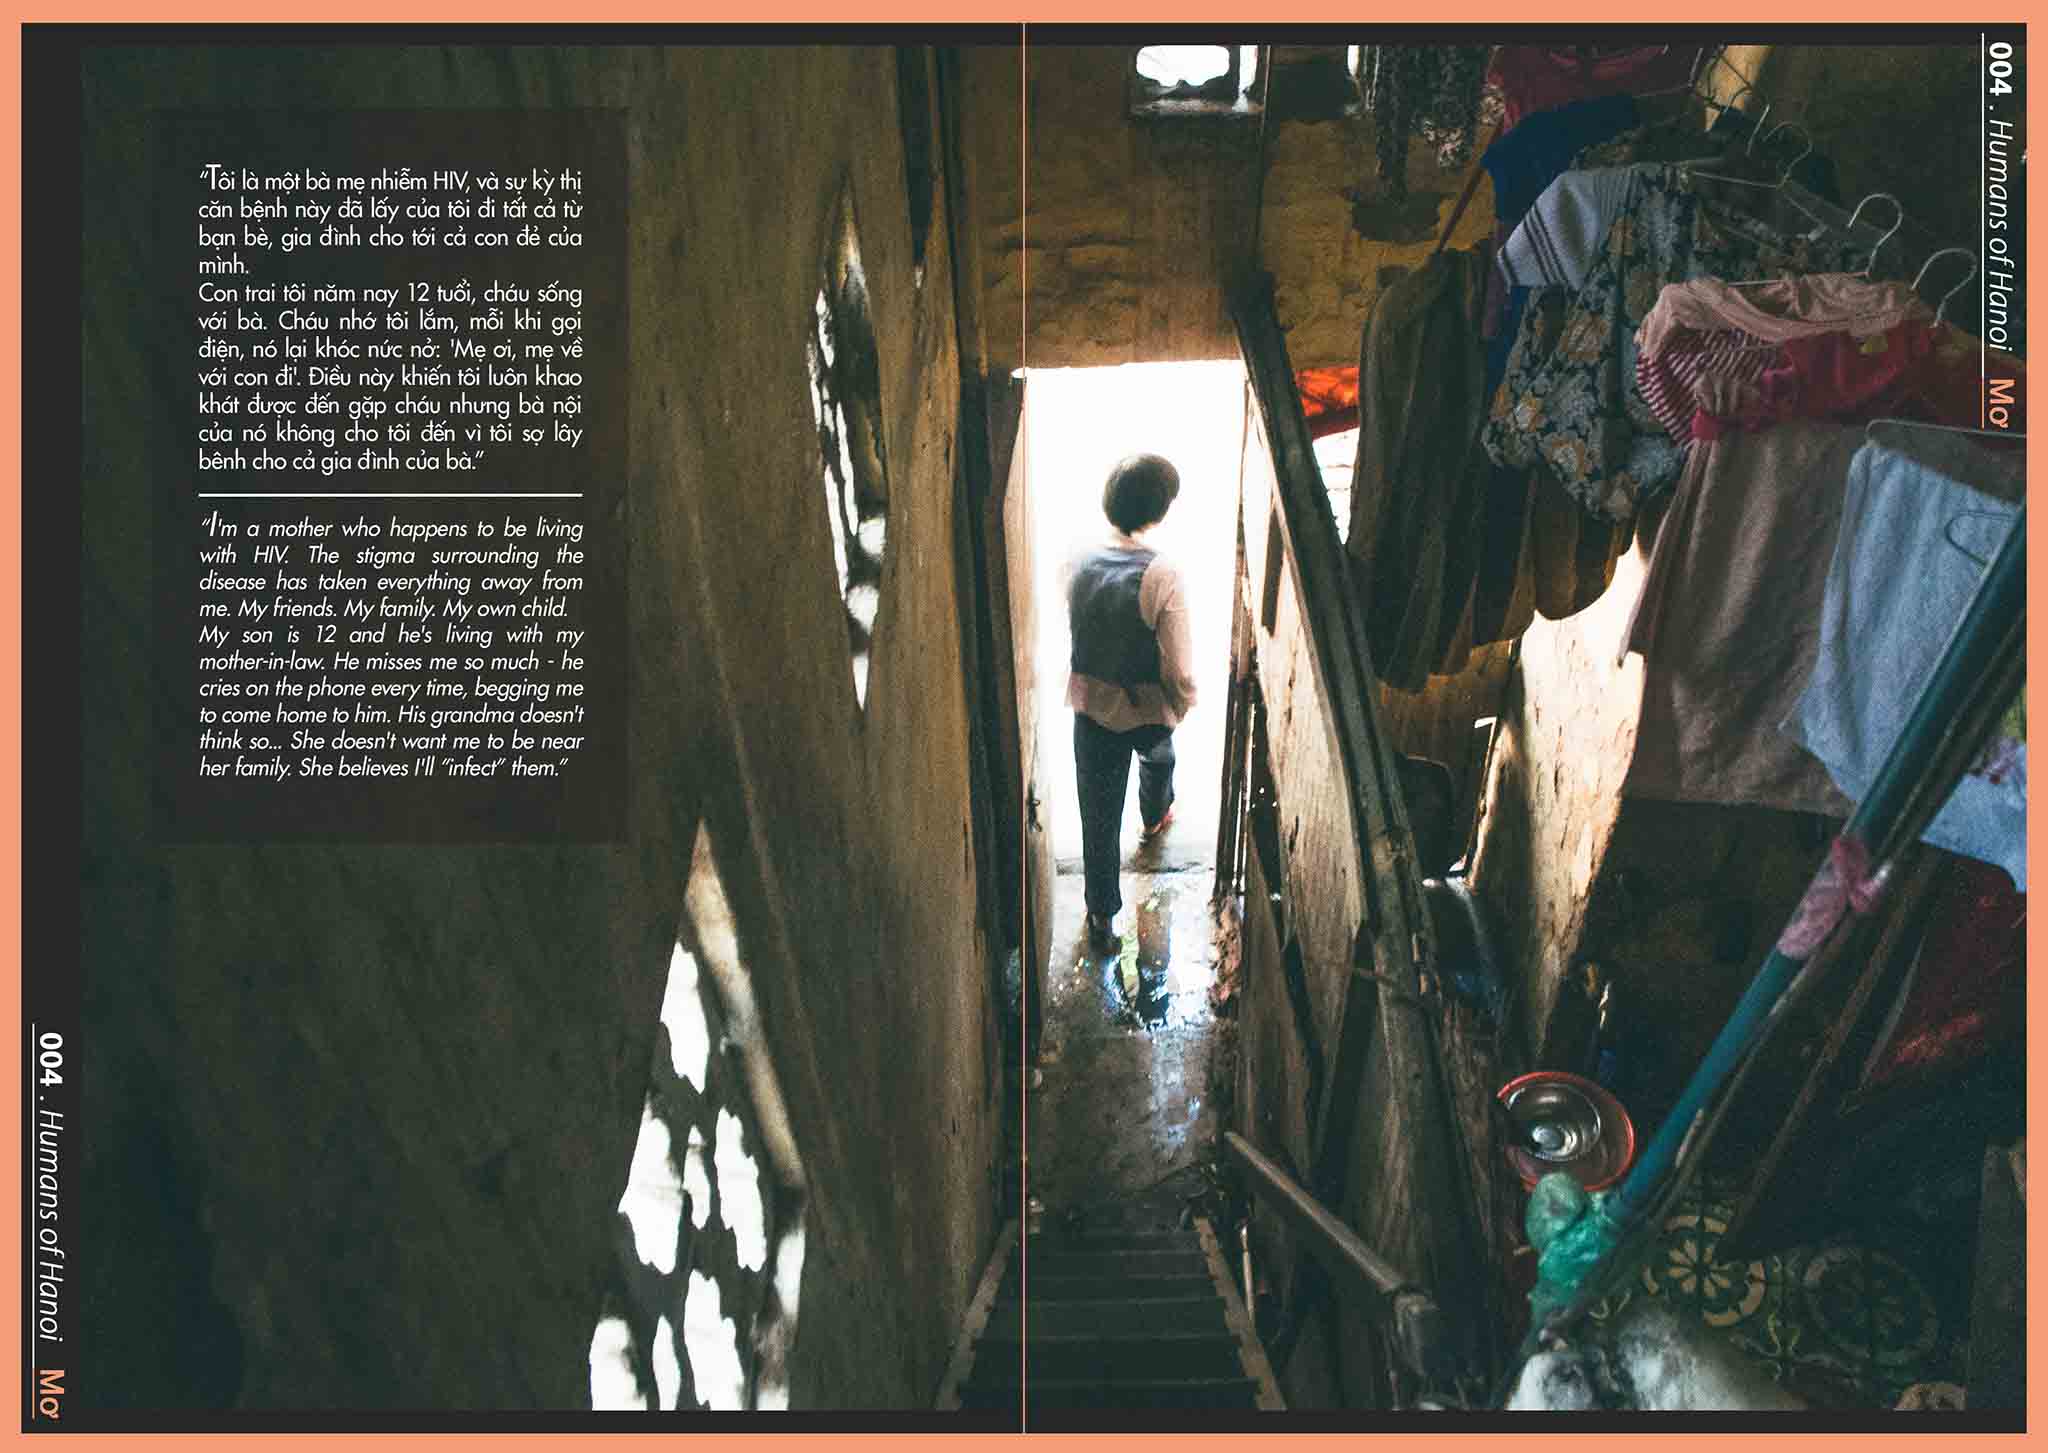 “Tôi là một bà mẹ nhiễm HIV, và sự kỳ thị
căn bệnh này đã lấy của tôi đi tất cả từ
bạn bè, gia đình cho tới cả con đẻ của
mình.
Con trai tôi năm nay 12 tuổi, cháu sống
với bà. Cháu nhớ tôi lắm, mỗi khi gọi
điện, nó lại khóc nức nở: 'Mẹ ơi, mẹ về
với con đi'. Điều này khiến tôi luôn khao
khát được đến gặp cháu nhưng bà nội
của nó không cho tôi đến vì tôi sợ lây
bênh cho cả gia đình của bà.”
“I'm a mother who happens to be living
with HIV. The stigma surrounding the
disease has taken everything away from
me. My friends. My family. My own child.
My son is 12 and he's living with my
mother-in-law. He misses me so much - he
cries on the phone every time, begging me
to come home to him. His grandma doesn't
think so... She doesn't want me to be near
her family. She believes I'll “infect” them.”
004 . Humans of Hanoi Mơ
004 . Humans of Hanoi Mơ